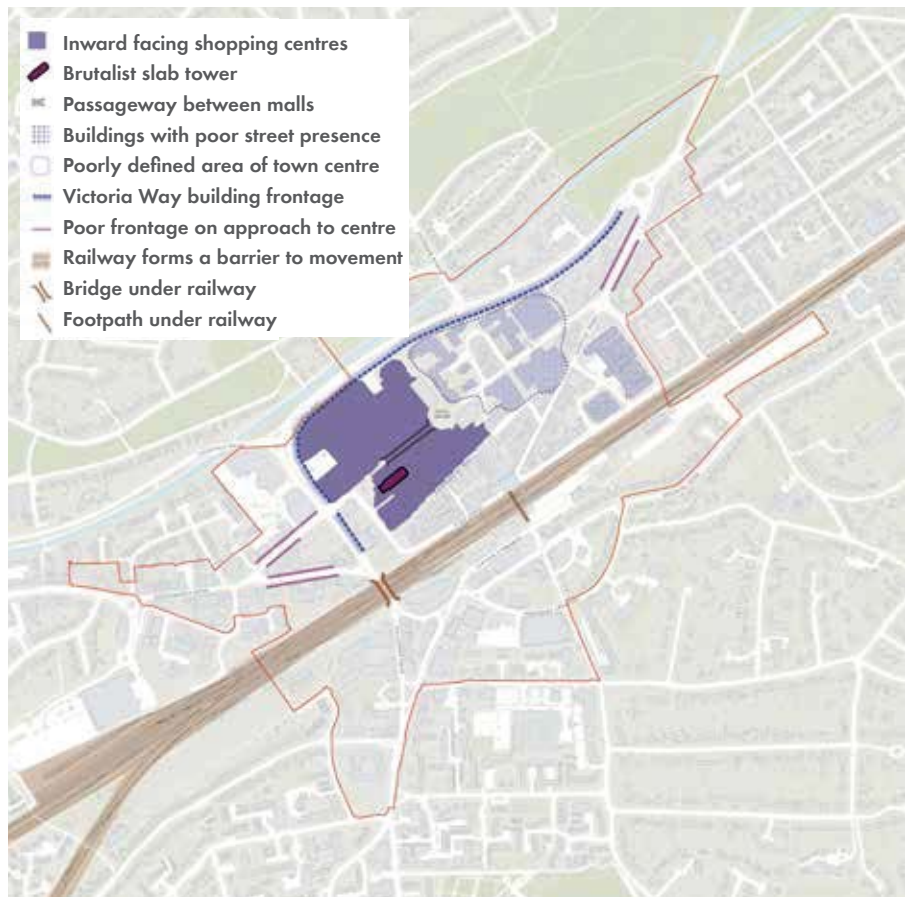 Inward facing shopping centres
Brutalist slab tower
Passageway between malls
Buildings with poor street presence
Poorly defined area of town centre
Victoria Way building frontage
Poor frontage on approach to centre
Railway forms a barrier to movement
Bridge under railway
Footpath under railway